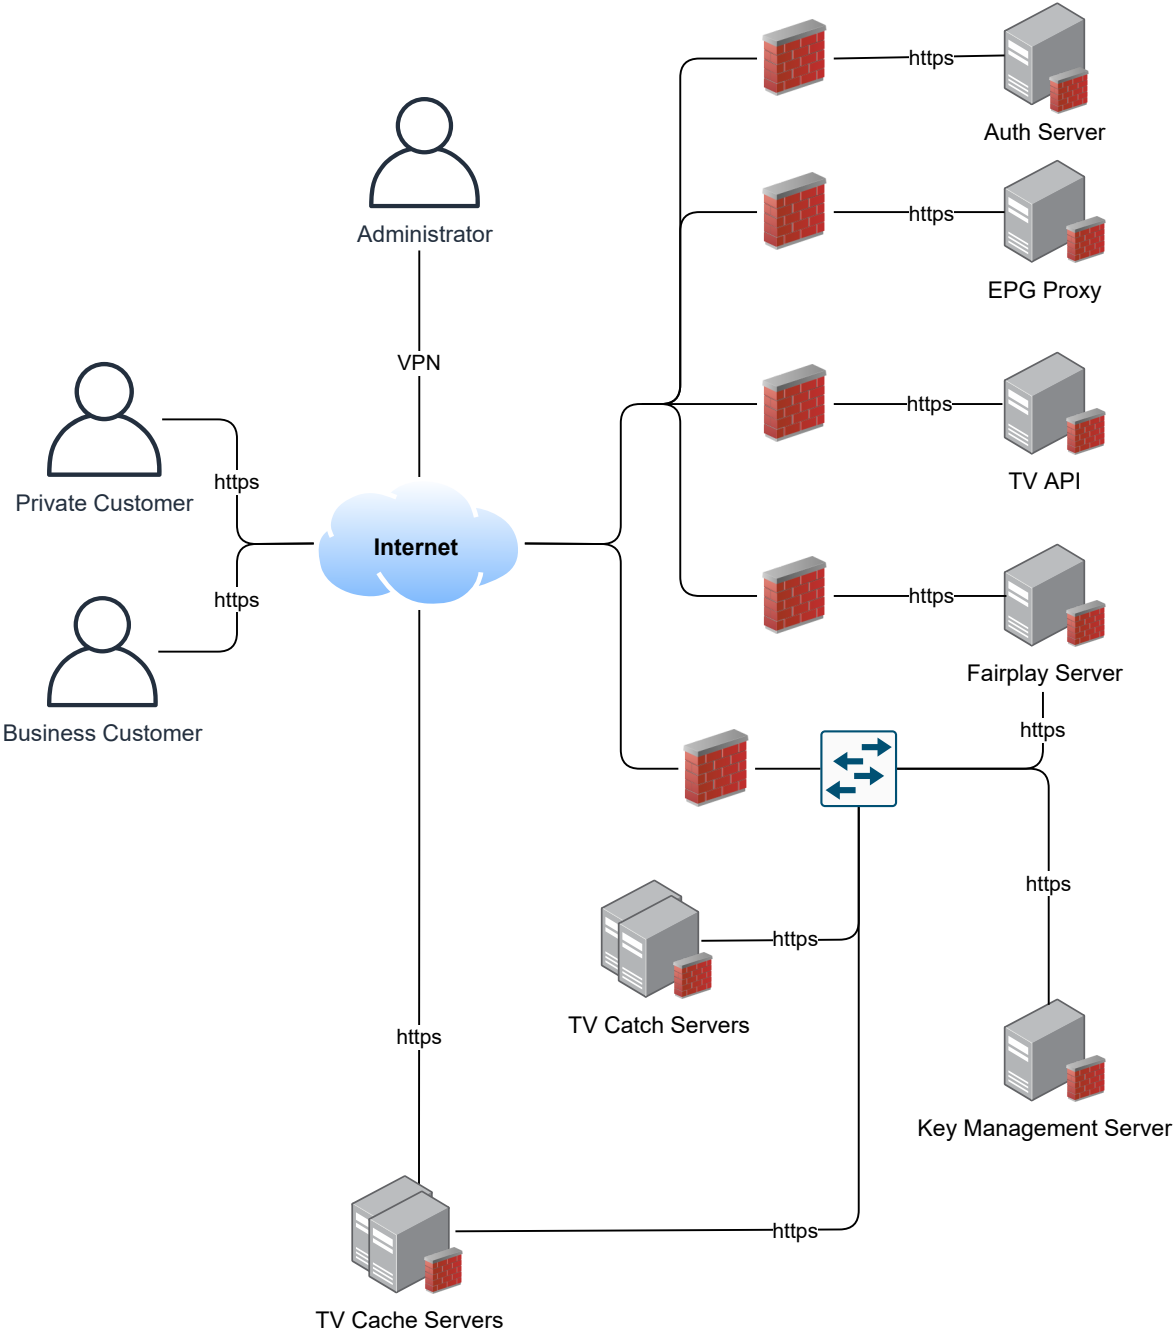 https
Auth Server
https
Administrator
EPG Proxy
VPN
https
https
Private Customer
TV API
Internet
https
https
Fairplay Server
Business Customer
https
https
https
TV Catch Servers
https
Key Management Server
https
TV Cache Servers